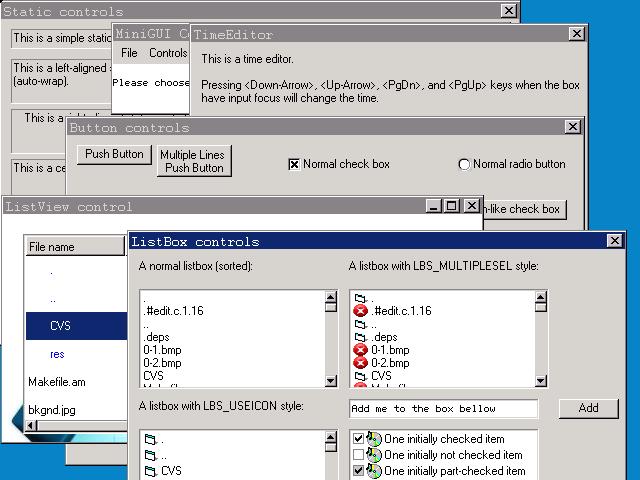 Static controls
This is a simple static
This is a left-aligned
(auto-wrap).
This is a
This is a ce
MiniGUI Co
File Controls
Please choose
TimeEditor
This is a time editor.
Pressing <Down-Arrow>, <Up-Arrow>, <PgDn>, and <PgUp> keys when the box
have input focus will change the time.
Button controls
Push Button
Multiple Lines
Push Button
Normal check box
Normal radio button
-like check box
ListView control
File name
.
..
CVS
res
Makefile.am
bkgnd.jpg
ListBox controls
A normal listbox (sorted):
.
.#edit.c.1.16
..
.deps
0-1.bmp
0-2.bmp
CVS
Makefile
A listbox with LBS_MULTIPLESEL style:
.
.#edit.c.1.16
..
.deps
0-1.bmp
0-2.bmp
CVS
A listbox with LBS_USEICON style:
.
..
CVS
Add me to the box bellow
Add
One initially checked item
One initially not checked item
One initially part-checked item